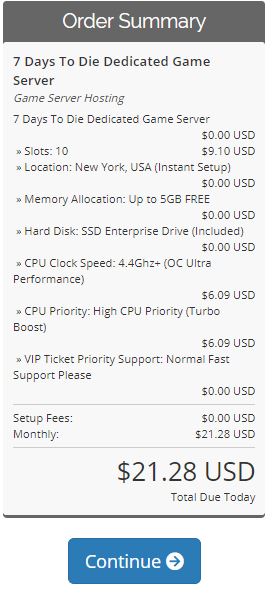 Order Summary
7 Days To Die Dedicated Game
Server
Game Server Hosting
7 Days To Die Dedicated Game Server
$0.00 USD
» Slots: 10 $9.10 USD
» Location: New York, USA (Instant Setup)
$0.00 USD
» Memory Allocation: Up to 5GB FREE
$0.00 USD
» Hard Disk: SSD Enterprise Drive (Included)
$0.00 USD
» CPU Clock Speed: 4.4Ghz+ (OC Ultra
Performance)
$6.09 USD
» CPU Priority: High CPU Priority (Turbo
Boost)
$6.09 USD
» VIP Ticket Priority Support: Normal Fast
Support Please
$0.00 USD
Setup Fees: $0.00 USD
Monthly: $21.28 USD
$21.28 USD
Total Due Today
Continue